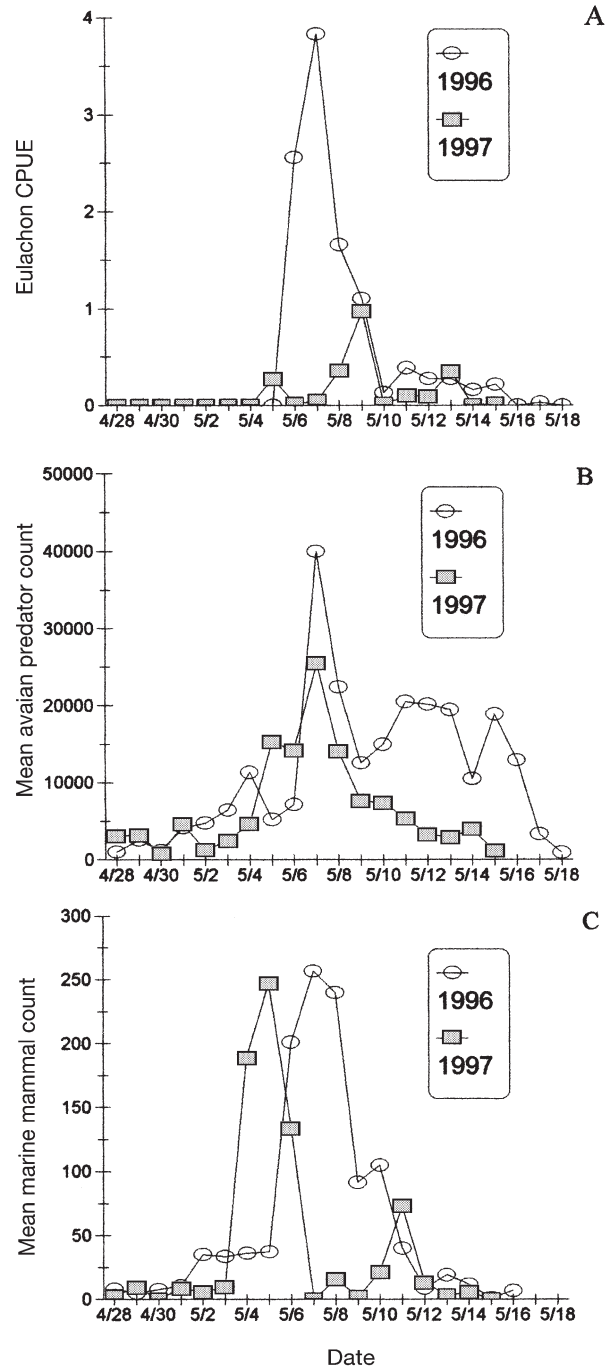 A
4
3
2
1
0
Eulachon CPUE
1996
1997
4/28 4/30 5/2 5/4 5/6 5/8 5/10 5/12 5/14 5/16 5/18
B
50000
40000
30000
20000
10000
0
Mean avaian predator count
1996
1997
4/28 4/30 5/2 5/4 5/6 5/8 5/10 5/12 5/14 5/16 5/18
C
300
250
200
150
100
50
0
Mean marine mammal count
1996
1997
4/28 4/30 5/2 5/4 5/6 5/8 5/10 5/12 5/14 5/16 5/18
Date